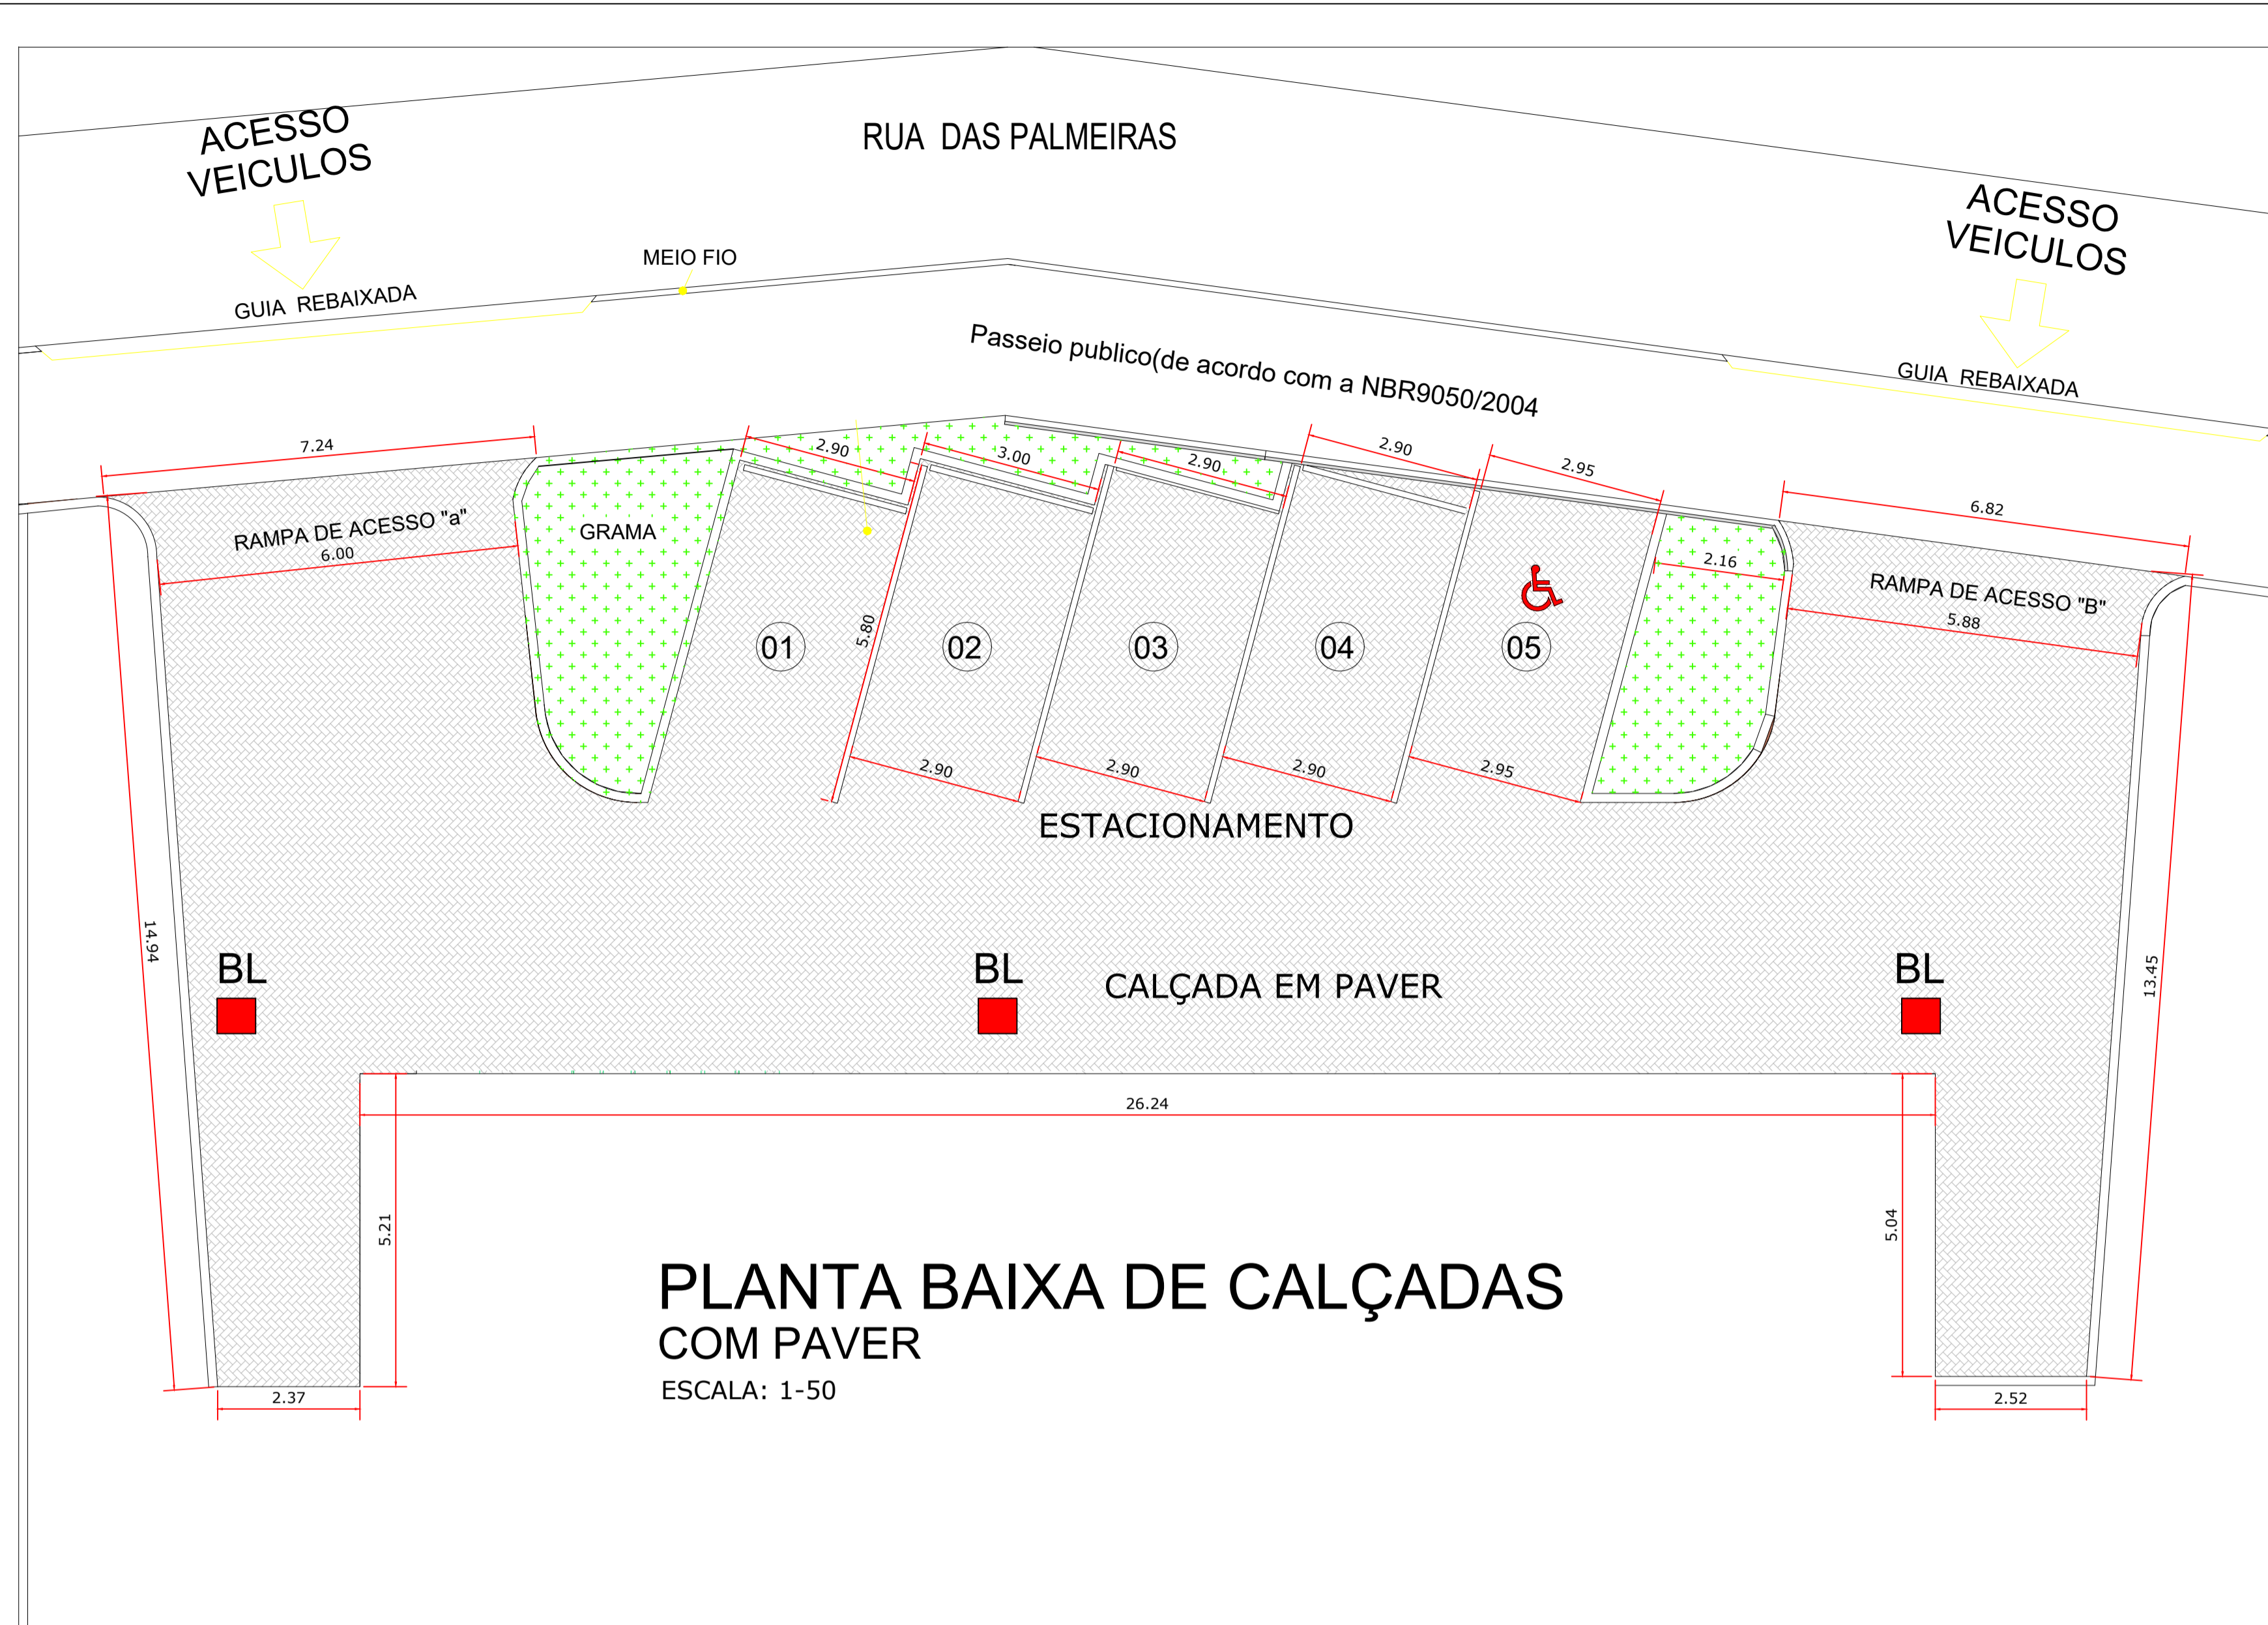 ACESSO
VEICULOS
RUA DAS PALMEIRAS
ACESSO
VEICULOS
MEIO FIO
GUIA REBAIXADA
Passeio publico(de acordo com a NBR9050/2004
GUIA REBAIXADA
7.24
2.90
3.00
2.90
2.90
2.95
6.82
RAMPA DE ACESSO "a"
6.00
GRAMA
2.16
RAMPA DE ACESSO "B"
5.88
5.80
01
02
03
04
05
2.90
2.90
2.90
2.95
ESTACIONAMENTO
14.94
13.45
BL
BL
BL
CALÇADA EM PAVER
26.24
5.21
5.04
PLANTA BAIXA DE CALÇADAS
COM PAVER
ESCALA: 1-50
2.37
2.52